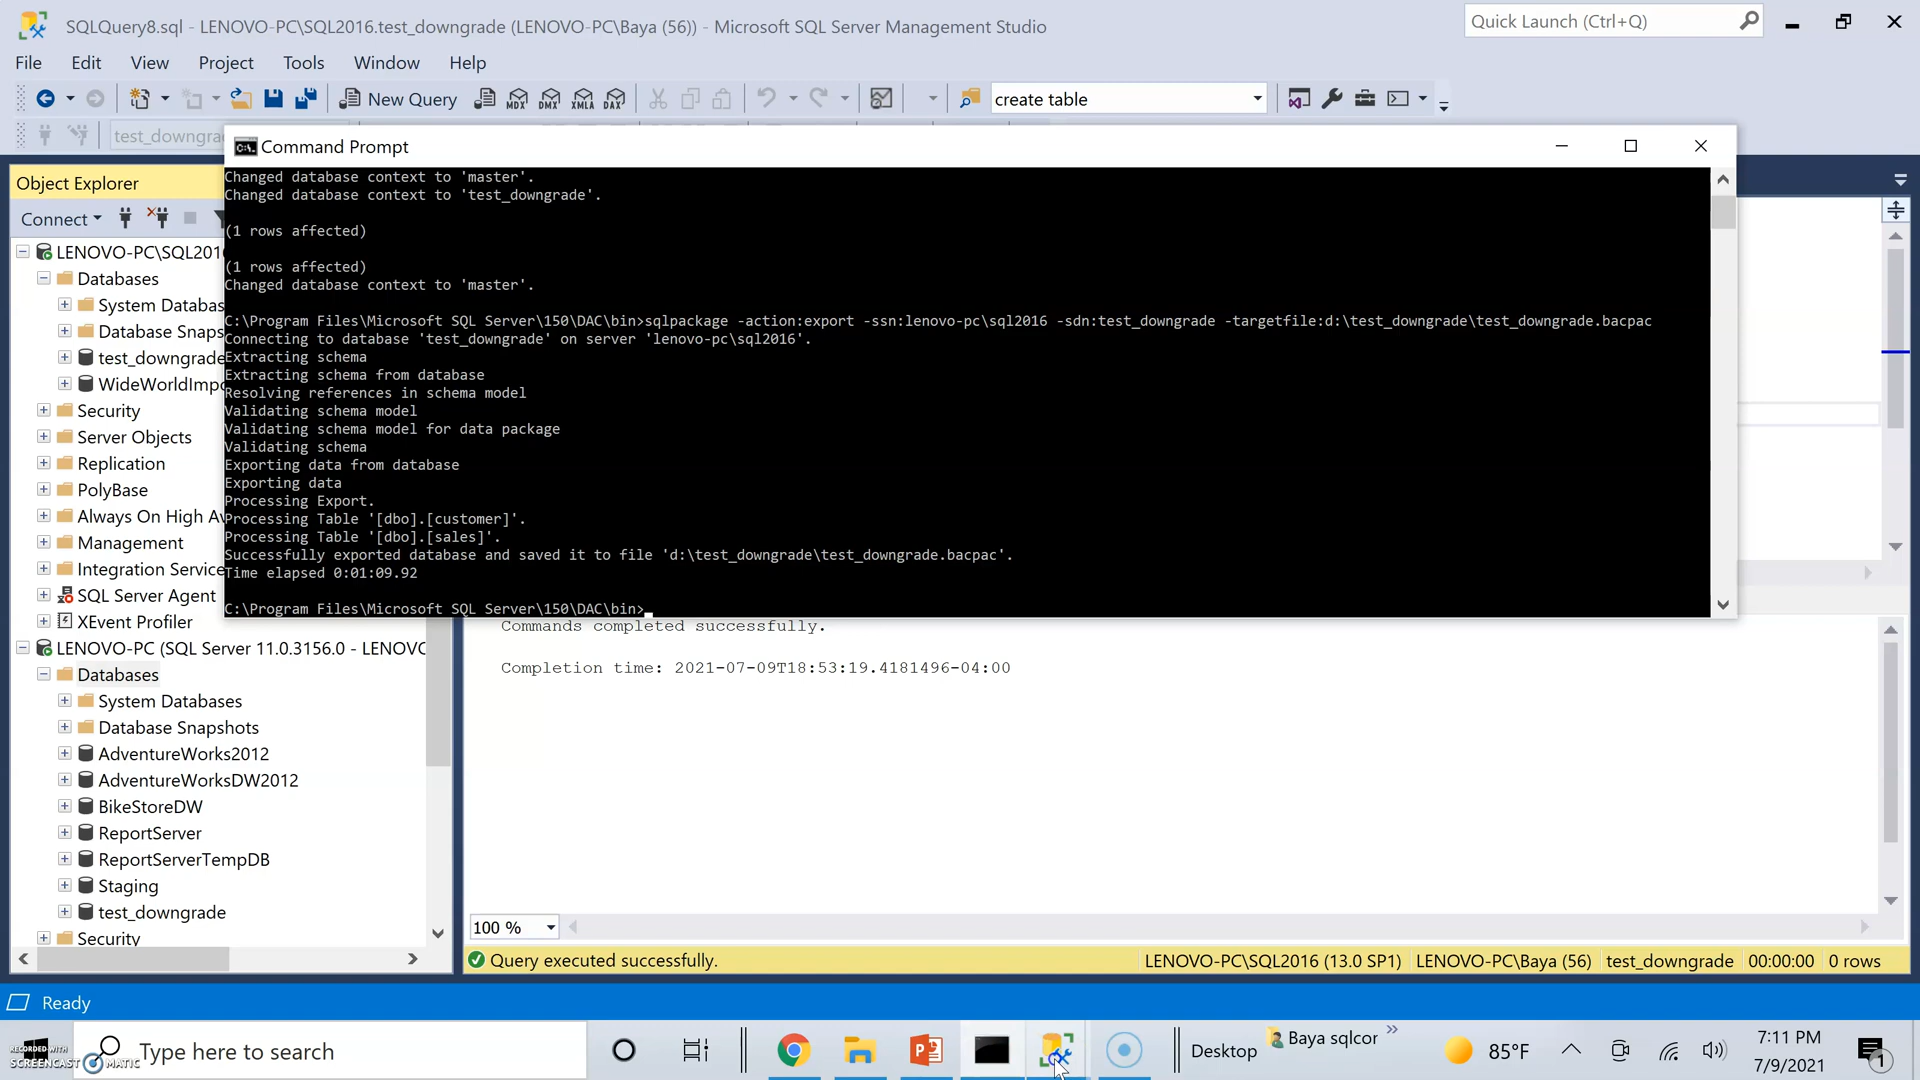 SQLQuery8.sql - LENOVO-PC\SQL2016.test_downgrade (LENOVO-PC\Baya (56)) - Microsoft SQL Server Management Studio
Quick Launch (Ctrl+Q)
File Edit View Project Tools Window Help
New Query
MDX DMX XMLA DAX
create table
test_downgra
Command Prompt
Object Explorer
Connect
LENOVO-PC\SQL201
Databases
System Databas
Database Snaps
test_downgrade
WideWorldImpo
Security
Server Objects
Replication
PolyBase
Always On High Av
Management
Integration Service
SQL Server Agent
XEvent Profiler
LENOVO-PC (SQL Server 11.0.3156.0 - LENOVO
Databases
System Databases
Database Snapshots
AdventureWorks2012
AdventureWorksDW2012
BikeStoreDW
ReportServer
ReportServerTempDB
Staging
test_downgrade
Security
Changed database context to 'master'.
Changed database context to 'test_downgrade'.
(1 rows affected)
(1 rows affected)
Changed database context to 'master'.
C:\Program Files\Microsoft SQL Server\150\DAC\bin>sqlpackage -action:export -ssn:lenovo-pc\sql2016 -sdn:test_downgrade -targetfile:d:\test_downgrade\test_downgrade.bacpac
Connecting to database 'test_downgrade' on server 'lenovo-pc\sql2016'.
Extracting schema
Extracting schema from database
Resolving references in schema model
Validating schema model
Validating schema model for data package
Validating schema
Exporting data from database
Exporting data
Processing Export.
Processing Table '[dbo].[customer]'.
Processing Table '[dbo].[sales]'.
Successfully exported database and saved it to file 'd:\test_downgrade\test_downgrade.bacpac'.
Time elapsed 0:01:09.92
C:\Program Files\Microsoft SQL Server\150\DAC\bin>
Commands completed successfully.
Completion time: 2021-07-09T18:53:19.4181496-04:00
100 %
Query executed successfully.
LENOVO-PC\SQL2016 (13.0 SP1) LENOVO-PC\Baya (56) test_downgrade 00:00:00 0 rows
Ready
RECORDED WITH
SCREENCAST MATIC
Type here to search
Desktop
Baya sqlcor
85°F
7:11 PM
7/9/2021
1